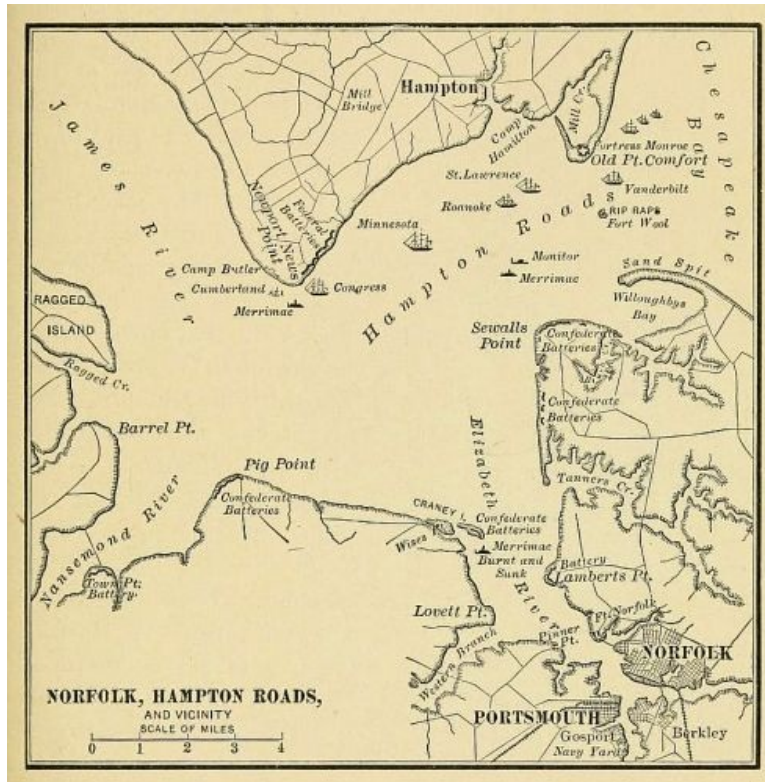 Chesapeake
Bay
James River
Mill
Bridge
Hampton
Camp
Hamilton
Mill Cr.
Fortress Monroe
Old Pt. Comfort
St. Lawrence
Vanderbilt
Roanoke
RIP RAPS
Fort Wool
Minnesota
Federal
Batteries
Newport News
Point
Hampton Roads
Monitor
Merrimac
Sand Spit
Camp Butler
Cumberland
Congress
Merrimac
Willoughbys
Bay
RAGGED
ISLAND
Ragged Cr.
Sewalls
Point
Confederate
Batteries
Confederate
Batteries
Barrel Pt.
Elizabeth
River
Pig Point
Confederate
Batteries
Tanners Cr.
CRANEY I.
Confederate
Batteries
Wises
Merrimac
Burnt and
Sunk
Nansemond River
Town Pt.
Battery
Battery
Lamberts Pt.
Lovett Pt.
Ft. Norfolk
Pinner
Pt.
Western Branch
NORFOLK
NORFOLK, HAMPTON ROADS,
AND VICINITY
SCALE OF MILES
0 1 2 3 4
PORTSMOUTH
Gosport
Navy Yard
Berkley